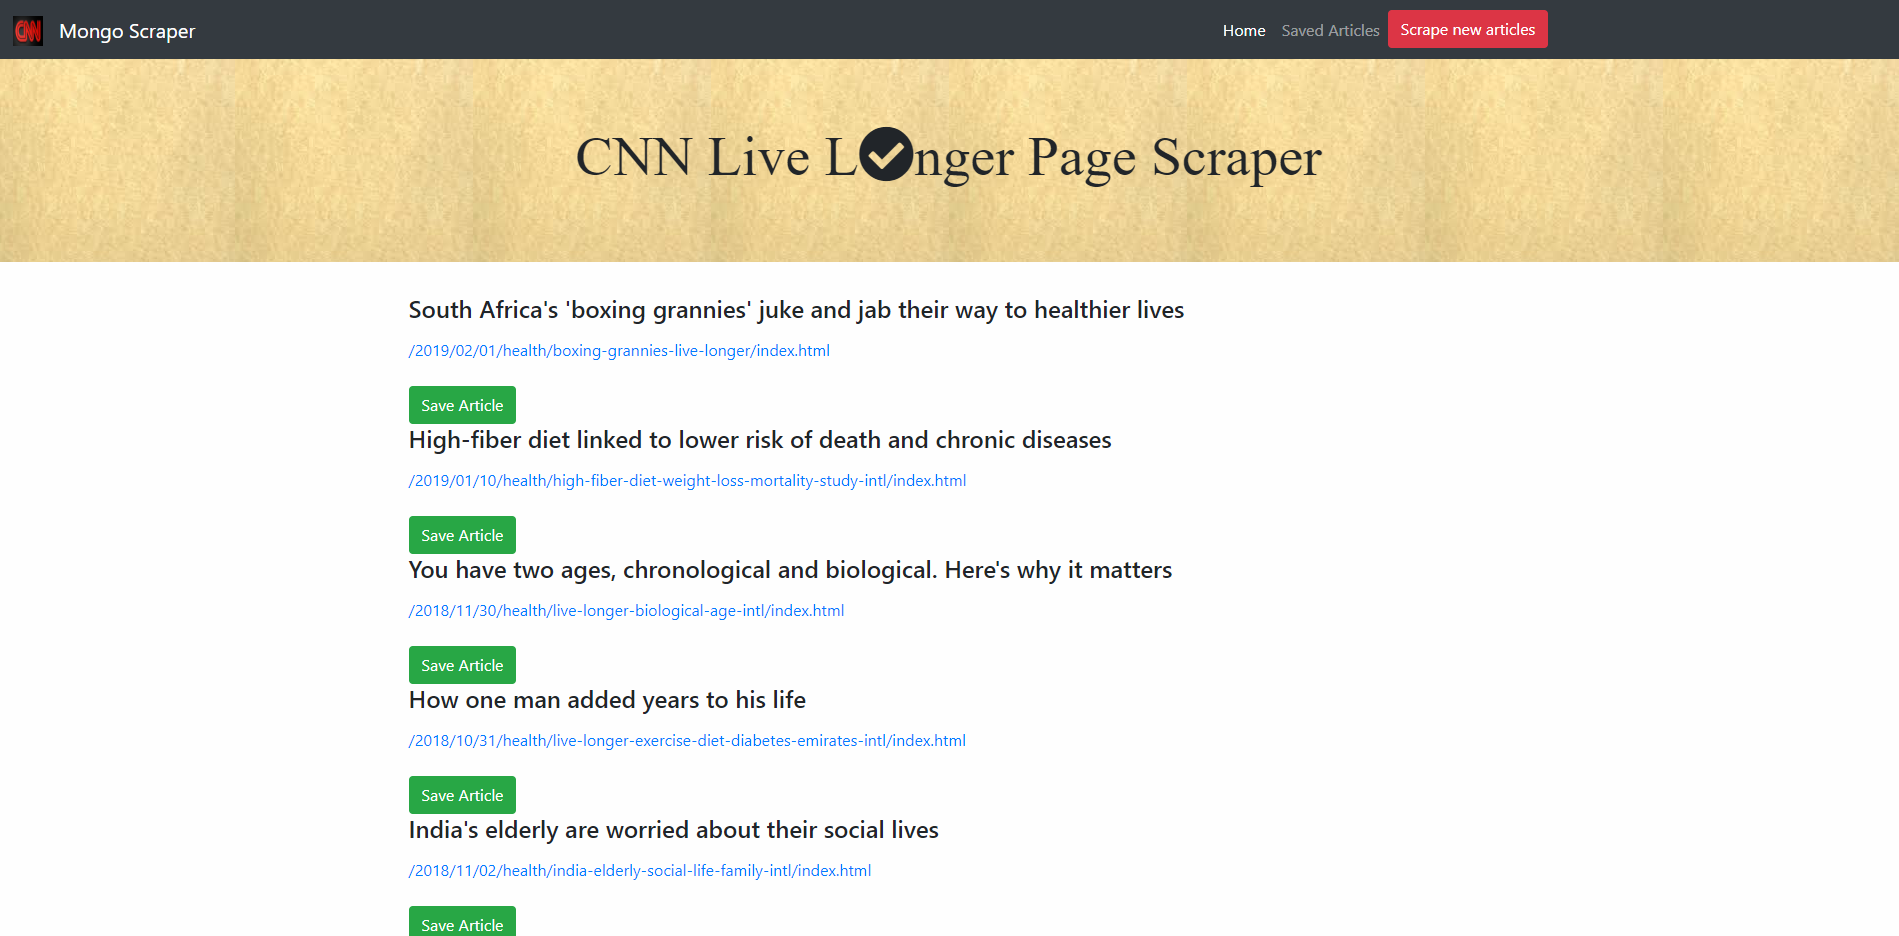 CNN Mongo Scraper Home Saved Articles Scrape new articles
CNN Live Lnger Page Scraper
South Africa's 'boxing grannies' juke and jab their way to healthier lives
/2019/02/01/health/boxing-grannies-live-longer/index.html
Save Article
High-fiber diet linked to lower risk of death and chronic diseases
/2019/01/10/health/high-fiber-diet-weight-loss-mortality-study-intl/index.html
Save Article
You have two ages, chronological and biological. Here's why it matters
/2018/11/30/health/live-longer-biological-age-intl/index.html
Save Article
How one man added years to his life
/2018/10/31/health/live-longer-exercise-diet-diabetes-emirates-intl/index.html
Save Article
India's elderly are worried about their social lives
/2018/11/02/health/india-elderly-social-life-family-intl/index.html
Save Article